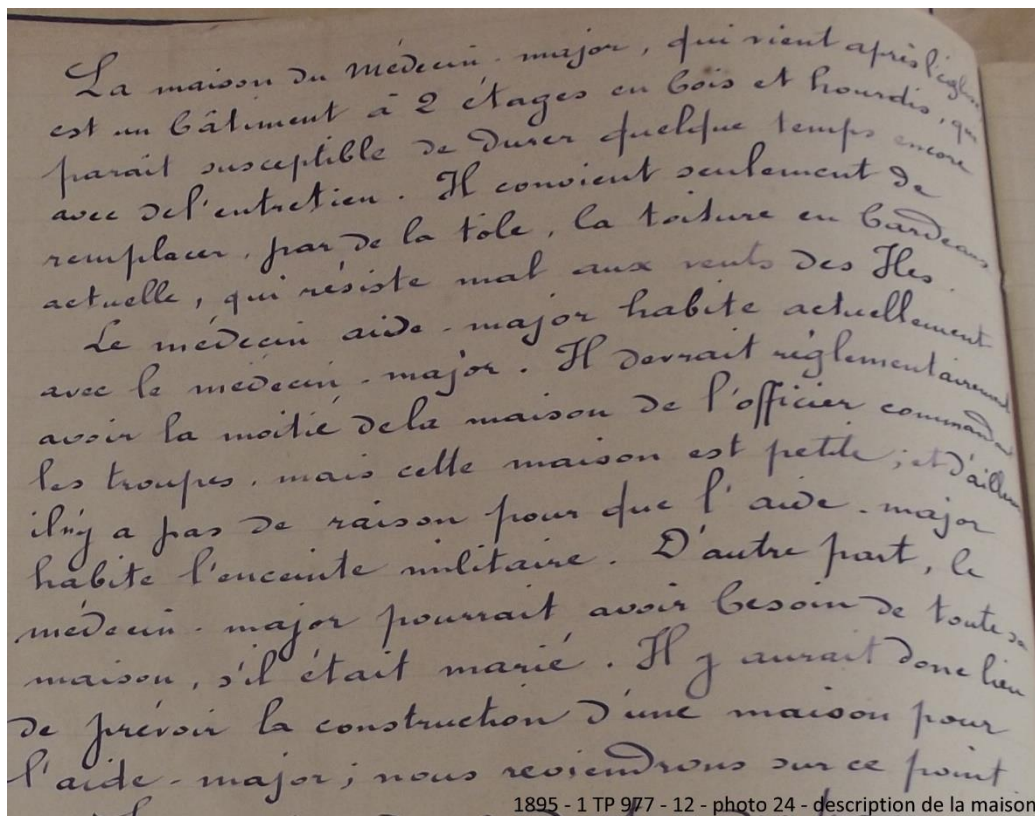 La maison du médecin-major, qui vient après l'église
est un bâtiment à 2 étages en bois et hourdis, qui
parait susceptible de durer quelque temps encore
avec de l'entretien. Il convient seulement de
remplacer, par de la tôle, la toiture en bardeaux
actuelle, qui résiste mal aux vents des Iles.
Le médecin aide-major habite actuellement
avec le médecin-major. Il devrait réglementairement
avoir la moitié de la maison de l'officier commandant
les troupes, mais cette maison est petite ; et d'ailleurs
il n'y a pas de raison pour que l'aide-major
habite l'enceinte militaire. D'autre part, le
médecin-major pourrait avoir besoin de toute sa
maison, s'il était marié. Il y aurait donc lieu
de prévoir la construction d'une maison pour
l'aide-major ; nous reviendrons sur ce point
1895 - 1 TP 977 - 12 - photo 24 - description de la maison